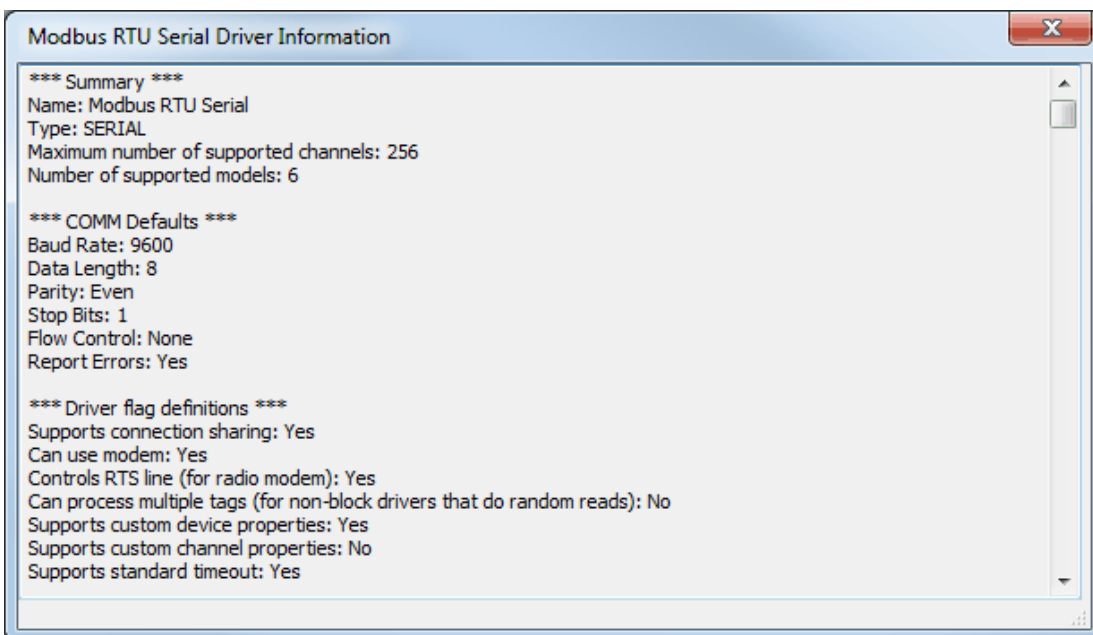 Modbus RTU Serial Driver Information
*** Summary ***
Name: Modbus RTU Serial
Type: SERIAL
Maximum number of supported channels: 256
Number of supported models: 6
*** COMM Defaults ***
Baud Rate: 9600
Data Length: 8
Parity: Even
Stop Bits: 1
Flow Control: None
Report Errors: Yes
*** Driver flag definitions ***
Supports connection sharing: Yes
Can use modem: Yes
Controls RTS line (for radio modem): Yes
Can process multiple tags (for non-block drivers that do random reads): No
Supports custom device properties: Yes
Supports custom channel properties: No
Supports standard timeout: Yes